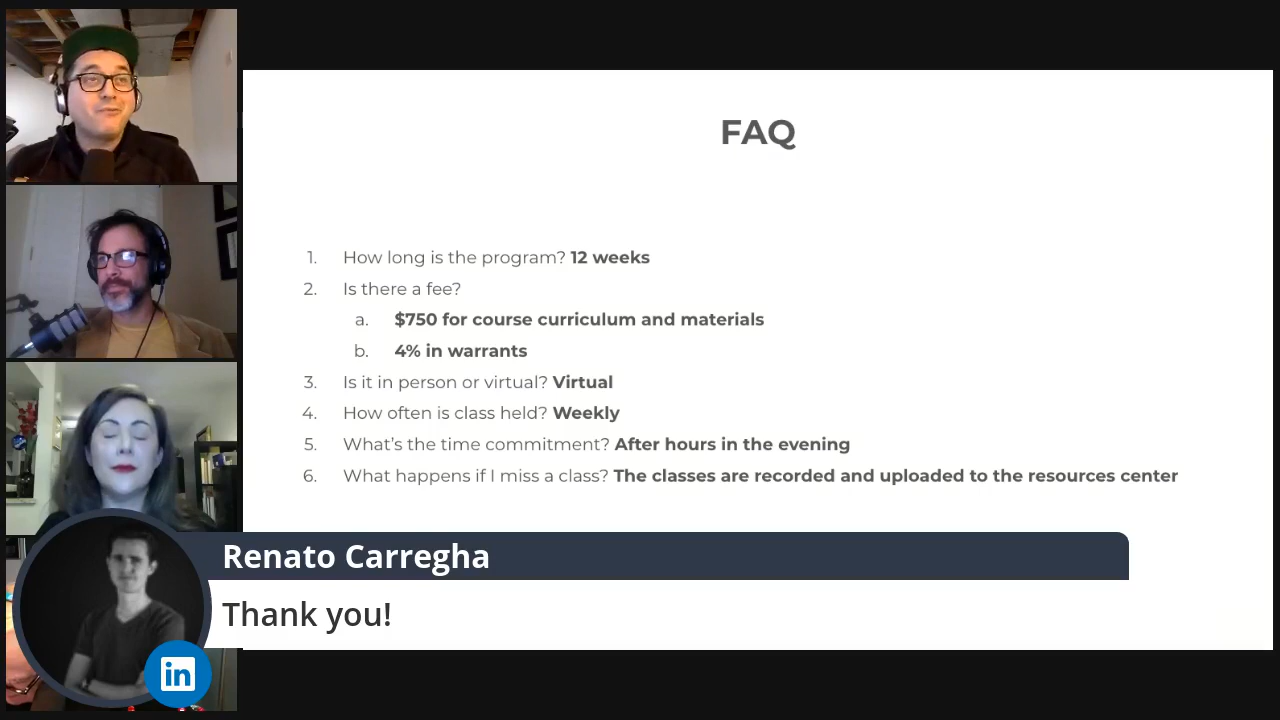 FAQ
1. How long is the program? 12 weeks
2. Is there a fee?
a. $750 for course curriculum and materials
b. 4% in warrants
3. Is it in person or virtual? Virtual
4. How often is class held? Weekly
5. What's the time commitment? After hours in the evening
6. What happens if I miss a class? The classes are recorded and uploaded to the resources center
Renato Carregha
Thank you!
in